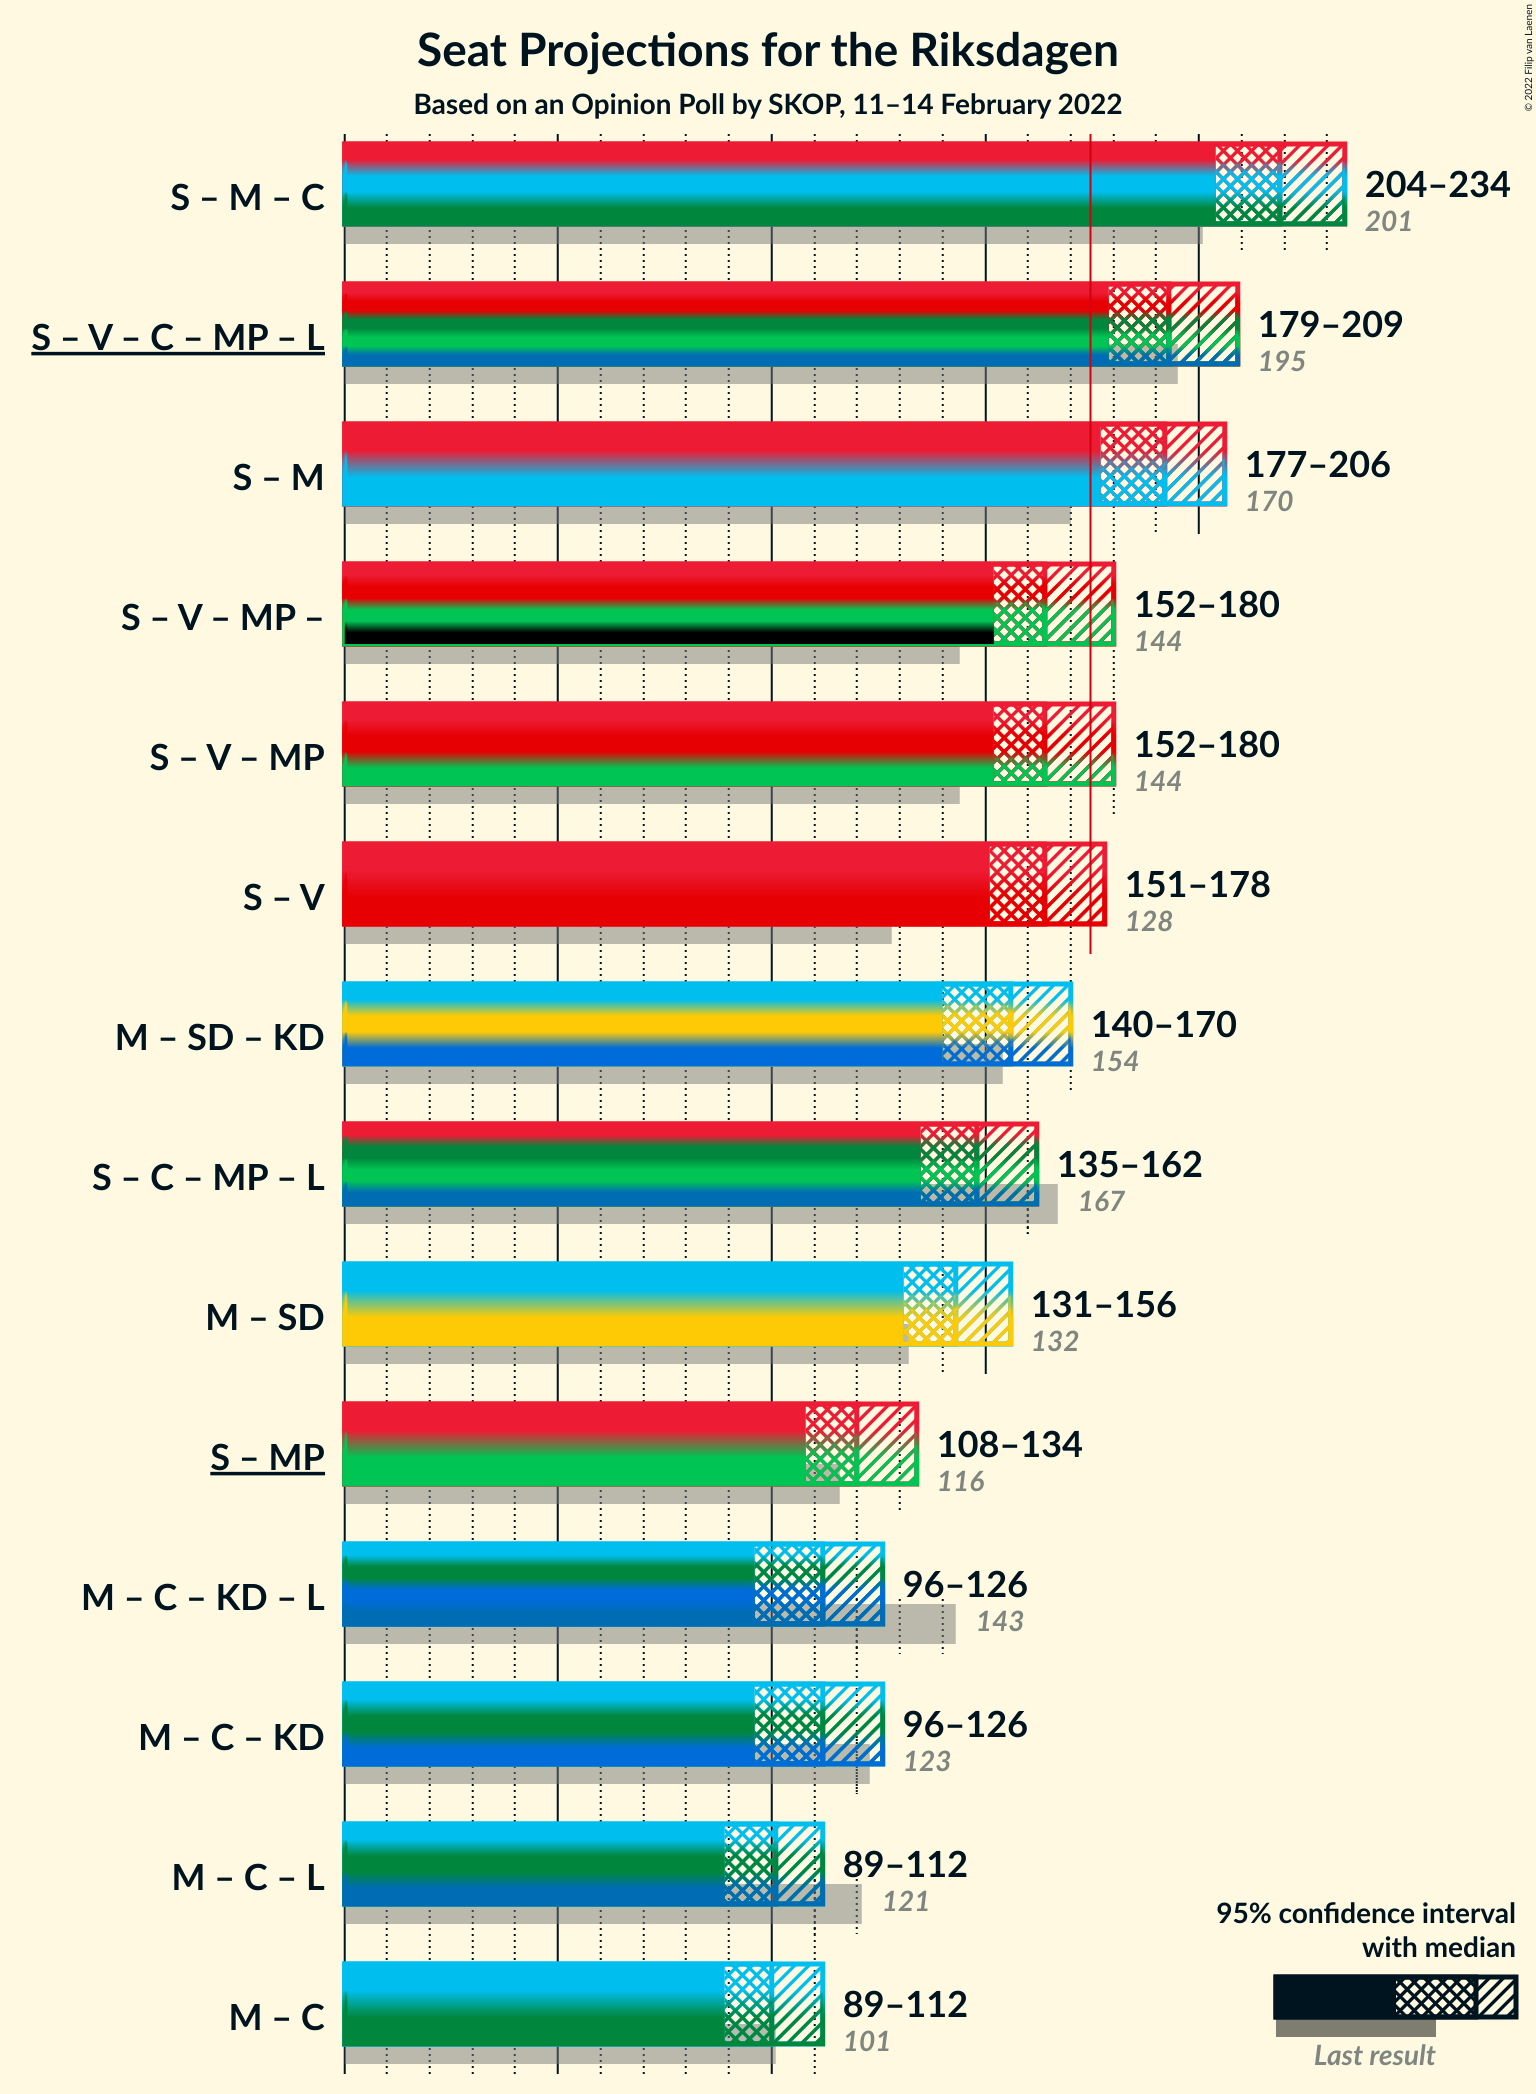 Seat Projections for the Riksdagen
Based on an Opinion Poll by SKOP, 11–14 February 2022
© 2022 Filip van Laenen
S – M – C
204–234
201
S – V – C – MP – L
179–209
195
S – M
177–206
170
S – V – MP –
152–180
144
S – V – MP
152–180
144
S – V
151–178
128
M – SD – KD
140–170
154
S – C – MP – L
135–162
167
M – SD
131–156
132
S – MP
108–134
116
M – C – KD – L
96–126
143
M – C – KD
96–126
123
M – C – L
89–112
121
M – C
89–112
101
95% confidence interval
with median
Last result